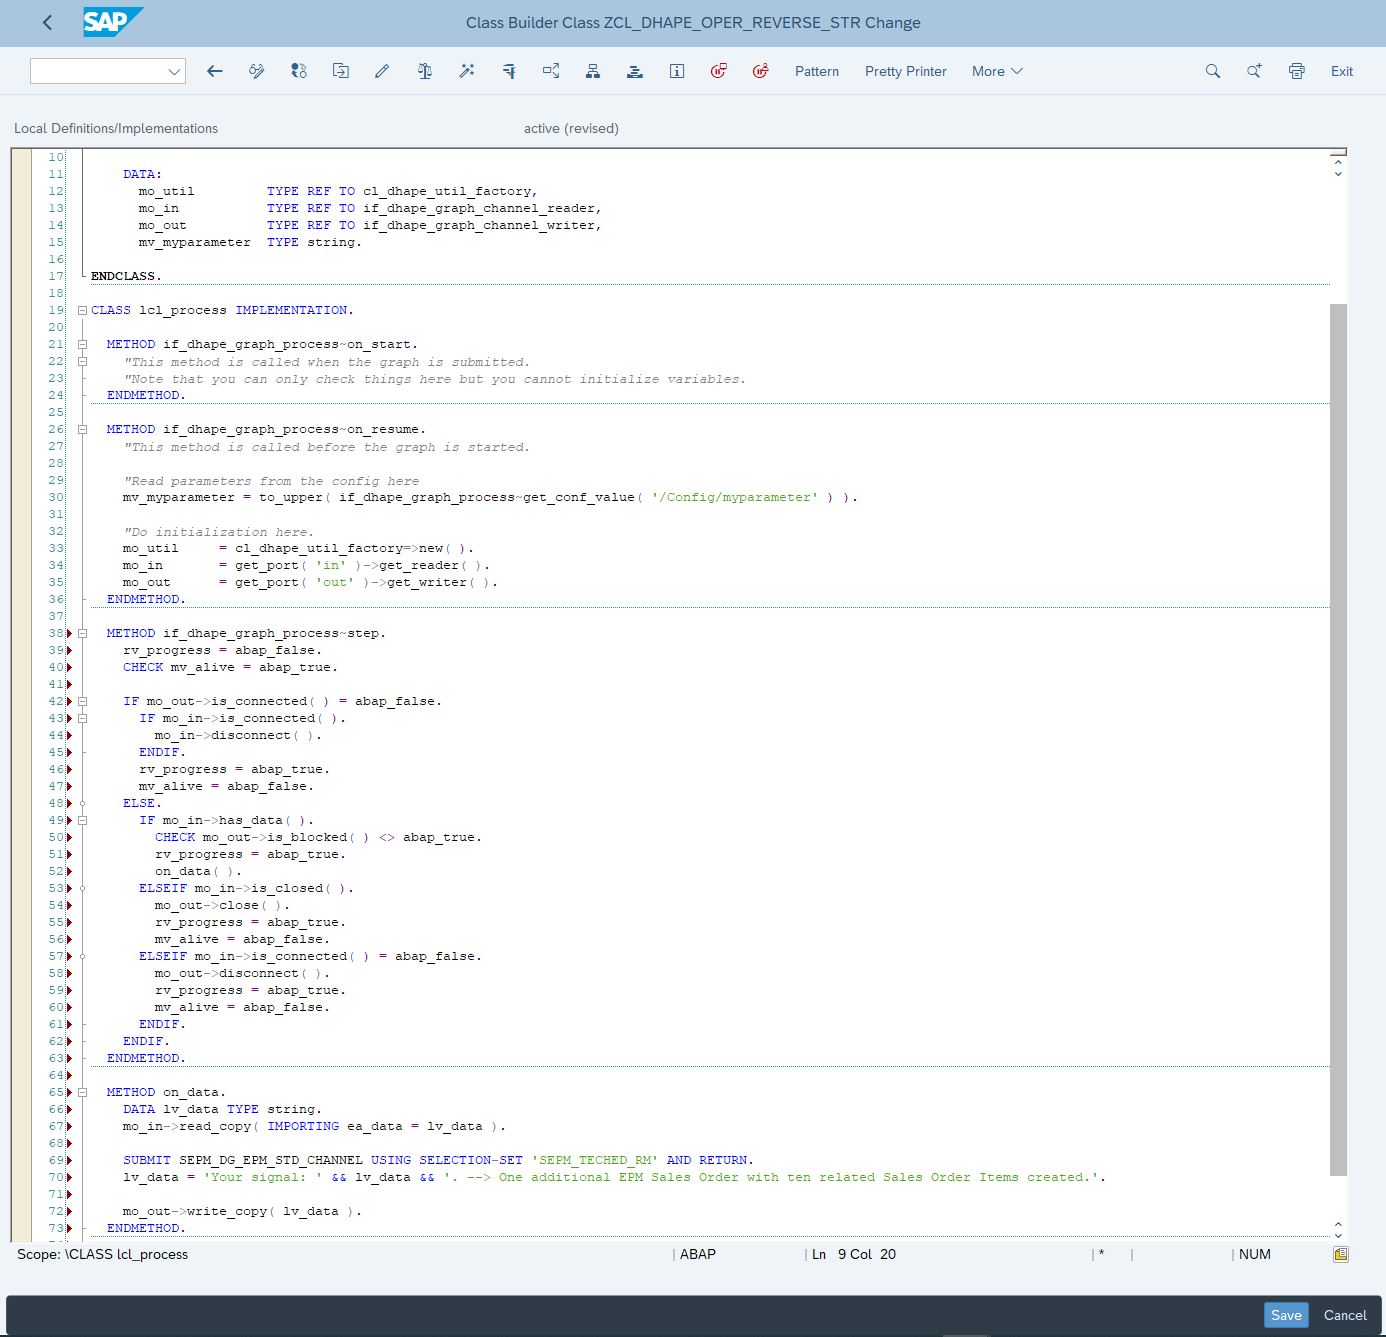 SAP
Class Builder Class ZCL_DHAPE_OPER_REVERSE_STR Change
Pattern Pretty Printer More Exit
Local Definitions/Implementations active (revised)
10
11 DATA:
12 mo_util TYPE REF TO cl_dhape_util_factory,
13 mo_in TYPE REF TO if_dhape_graph_channel_reader,
14 mo_out TYPE REF TO if_dhape_graph_channel_writer,
15 mv_myparameter TYPE string.
16
17 ENDCLASS.
18
19 CLASS lcl_process IMPLEMENTATION.
20
21 METHOD if_dhape_graph_process~on_start.
22 "This method is called when the graph is submitted.
23 "Note that you can only check things here but you cannot initialize variables.
24 ENDMETHOD.
25
26 METHOD if_dhape_graph_process~on_resume.
27 "This method is called before the graph is started.
28
29 "Read parameters from the config here
30 mv_myparameter = to_upper( if_dhape_graph_process~get_conf_value( '/Config/myparameter' ) ).
31
32 "Do initialization here.
33 mo_util = cl_dhape_util_factory=>new( ).
34 mo_in = get_port( 'in' )->get_reader( ).
35 mo_out = get_port( 'out' )->get_writer( ).
36 ENDMETHOD.
37
38 METHOD if_dhape_graph_process~step.
39 rv_progress = abap_false.
40 CHECK mv_alive = abap_true.
41
42 IF mo_out->is_connected( ) = abap_false.
43 IF mo_in->is_connected( ).
44 mo_in->disconnect( ).
45 ENDIF.
46 rv_progress = abap_true.
47 mv_alive = abap_false.
48 ELSE.
49 IF mo_in->has_data( ).
50 CHECK mo_out->is_blocked( ) <> abap_true.
51 rv_progress = abap_true.
52 on_data( ).
53 ELSEIF mo_in->is_closed( ).
54 mo_out->close( ).
55 rv_progress = abap_true.
56 mv_alive = abap_false.
57 ELSEIF mo_in->is_connected( ) = abap_false.
58 mo_out->disconnect( ).
59 rv_progress = abap_true.
60 mv_alive = abap_false.
61 ENDIF.
62 ENDIF.
63 ENDMETHOD.
64
65 METHOD on_data.
66 DATA lv_data TYPE string.
67 mo_in->read_copy( IMPORTING ea_data = lv_data ).
68
69 SUBMIT SEPM_DG_EPM_STD_CHANNEL USING SELECTION-SET 'SEPM_TECHED_RM' AND RETURN.
70 lv_data = 'Your signal: ' && lv_data && '. --> One additional EPM Sales Order with ten related Sales Order Items created.'.
71
72 mo_out->write_copy( lv_data ).
73 ENDMETHOD.
Scope: \CLASS lcl_process | ABAP | Ln 9 Col 20 | * | | NUM
Save Cancel